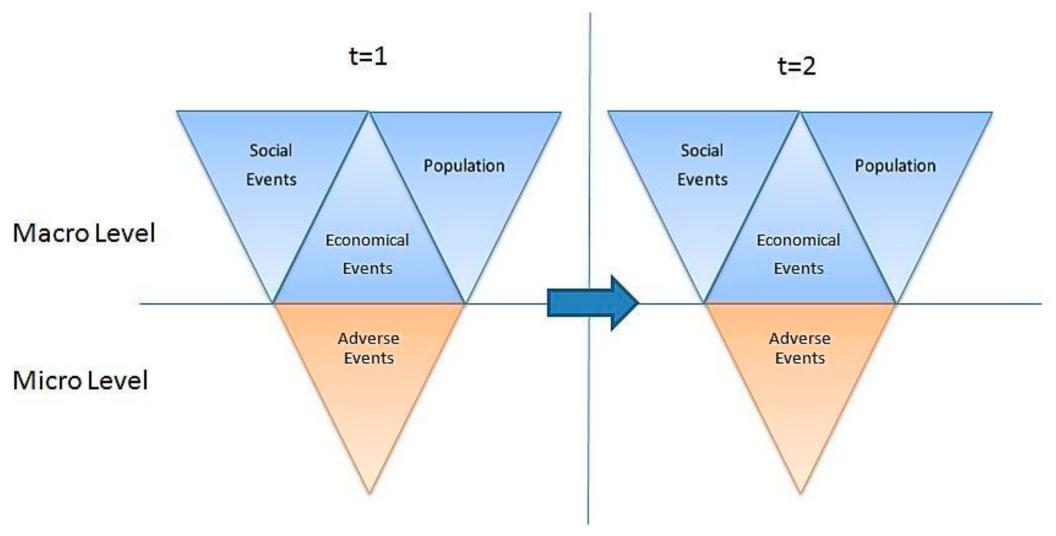 t=1
t=2
Social
Events
Population
Social
Events
Population
Macro Level
Economical
Events
Economical
Events
Adverse
Events
Adverse
Events
Micro Level